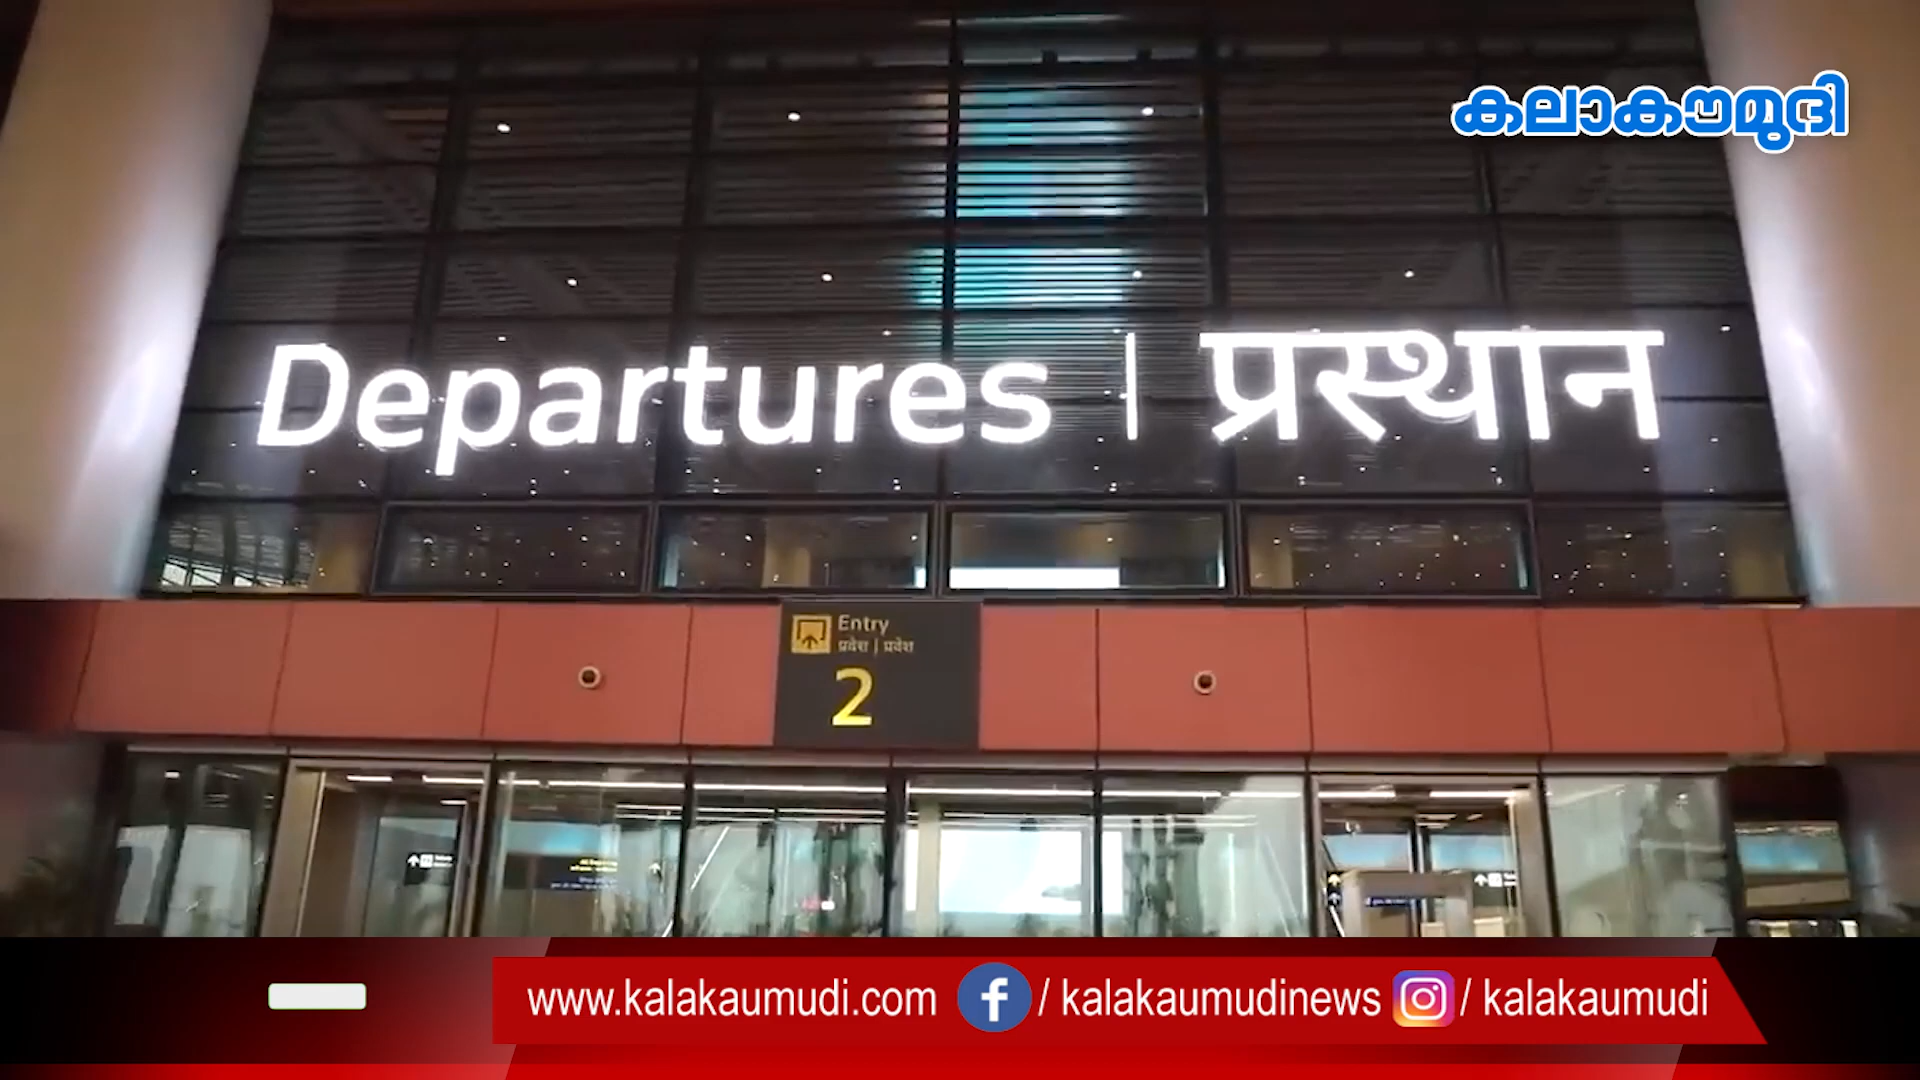 കലാകൗമുദി
Departures | प्रस्थान
Entry
प्रवेश | प्रवेश
2
www.kalakaumudi.com / kalakaumudinews / kalakaumudi